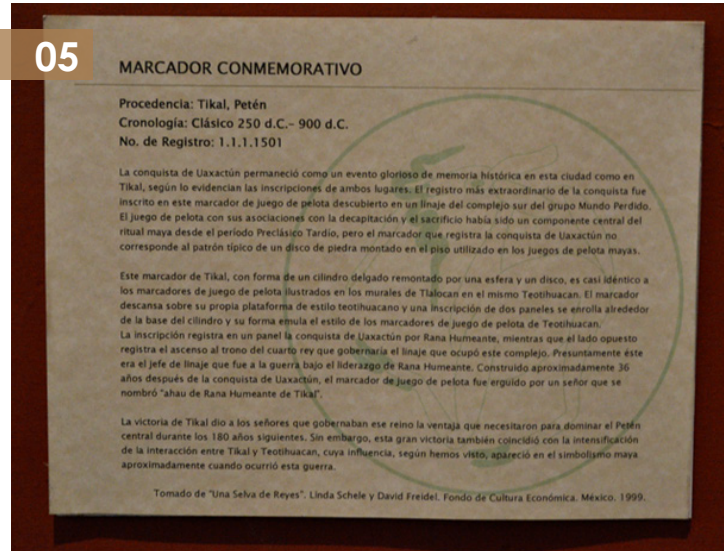 05
MARCADOR CONMEMORATIVO
Procedencia: Tikal, Petén
Cronología: Clásico 250 d.C.- 900 d.C.
No. de Registro: 1.1.1.1501
La conquista de Uaxactún permaneció como un evento glorioso de memoria histórica en esta ciudad como en
Tikal, según lo evidencian las inscripciones de ambos lugares. El registro más extraordinario de la conquista fue
inscrito en este marcador de juego de pelota descubierto en un linaje del complejo sur del grupo Mundo Perdido.
El juego de pelota con sus asociaciones con la decapitación y el sacrificio había sido un componente central del
ritual maya desde el período Preclásico Tardío, pero el marcador que registra la conquista de Uaxactún no
corresponde al patrón típico de un disco de piedra montado en el piso utilizado en los juegos de pelota mayas.
Este marcador de Tikal, con forma de un cilindro delgado remontado por una esfera y un disco, es casi idéntico a
los marcadores de juego de pelota ilustrados en los murales de Tlalocan en el mismo Teotihuacan. El marcador
descansa sobre su propia plataforma de estilo teotihuacano y una inscripción de dos paneles se enrolla alrededor
de la base del cilindro y su forma emula el estilo de los marcadores de juego de pelota de Teotihuacan.
La inscripción registra en un panel la conquista de Uaxactún por Rana Humeante, mientras que el lado opuesto
registra el ascenso al trono del cuarto rey que gobernaría el linaje que ocupó este complejo. Presuntamente éste
era el jefe de linaje que fue a la guerra bajo el liderazgo de Rana Humeante. Construido aproximadamente 36
años después de la conquista de Uaxactún, el marcador de juego de pelota fue erguido por un señor que se
nombró "ahau de Rana Humeante de Tikal".
La victoria de Tikal dio a los señores que gobernaban ese reino la ventaja que necesitaron para dominar el Petén
central durante los 180 años siguientes. Sin embargo, esta gran victoria también coincidió con la intensificación
de la interacción entre Tikal y Teotihuacan, cuya influencia, según hemos visto, apareció en el simbolismo maya
aproximadamente cuando ocurrió esta guerra.
Tomado de "Una Selva de Reyes". Linda Schele y David Freidel. Fondo de Cultura Económica. México. 1999.